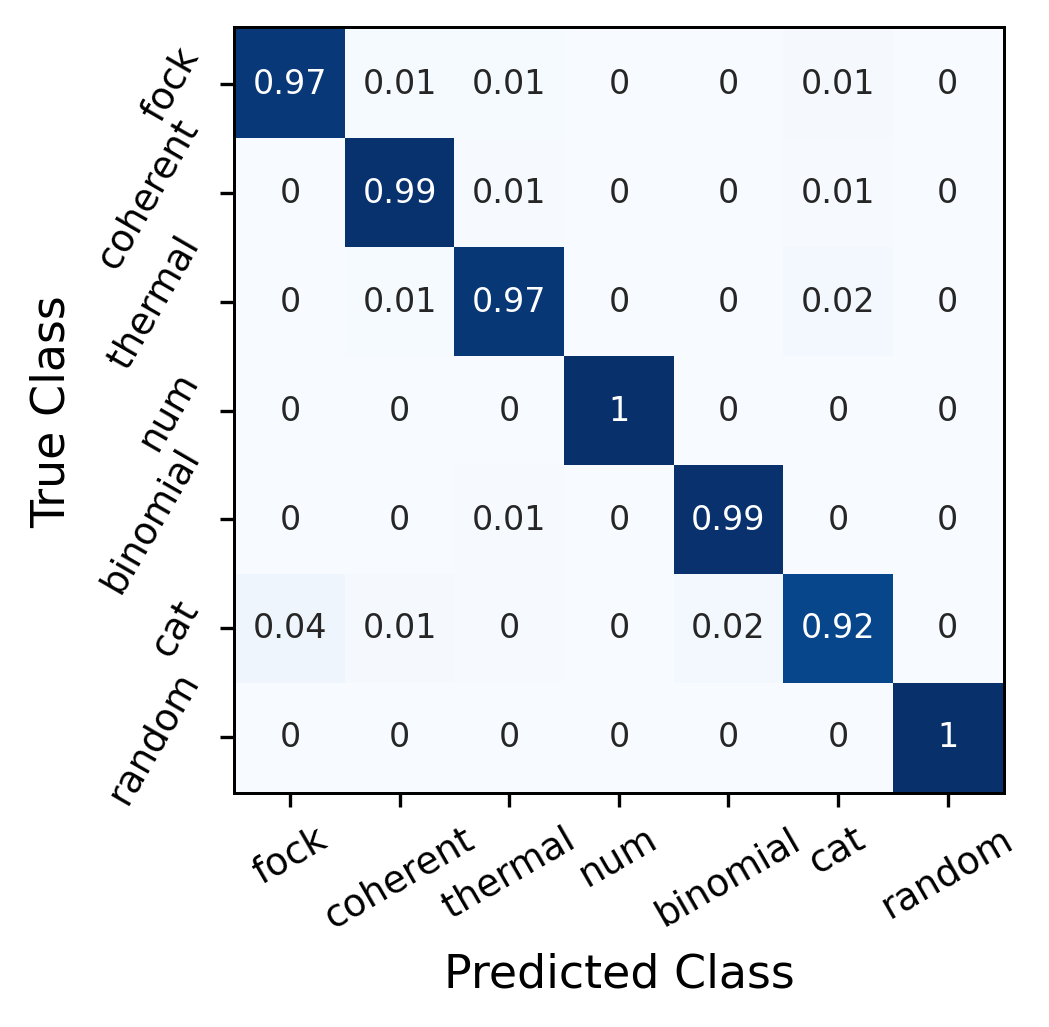 True Class
fock 0.97 0.01 0.01 0 0 0.01 0
coherent 0 0.99 0.01 0 0 0.01 0
thermal 0 0.01 0.97 0 0 0.02 0
num 0 0 0 1 0 0 0
binomial 0 0 0.01 0 0.99 0 0
cat 0.04 0.01 0 0 0.02 0.92 0
random 0 0 0 0 0 0 1
fock coherent thermal num binomial cat random
Predicted Class